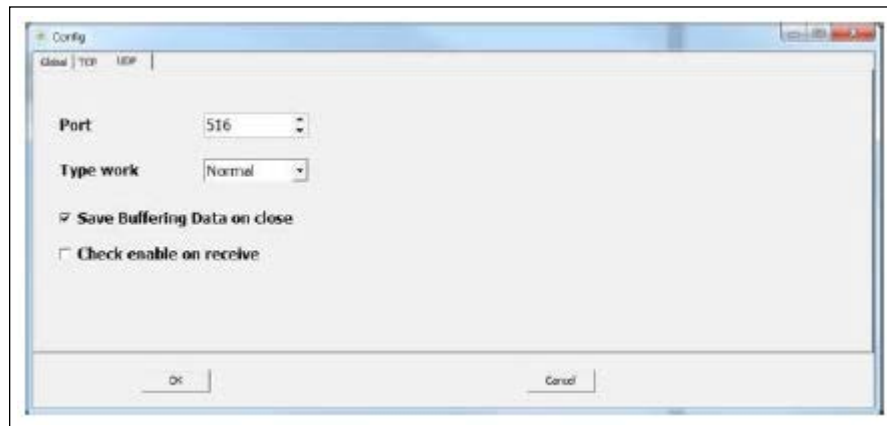 Config
Global TCP UDP
Port 516
Type work Normal
Save Buffering Data on close
Check enable on receive
OK Cancel